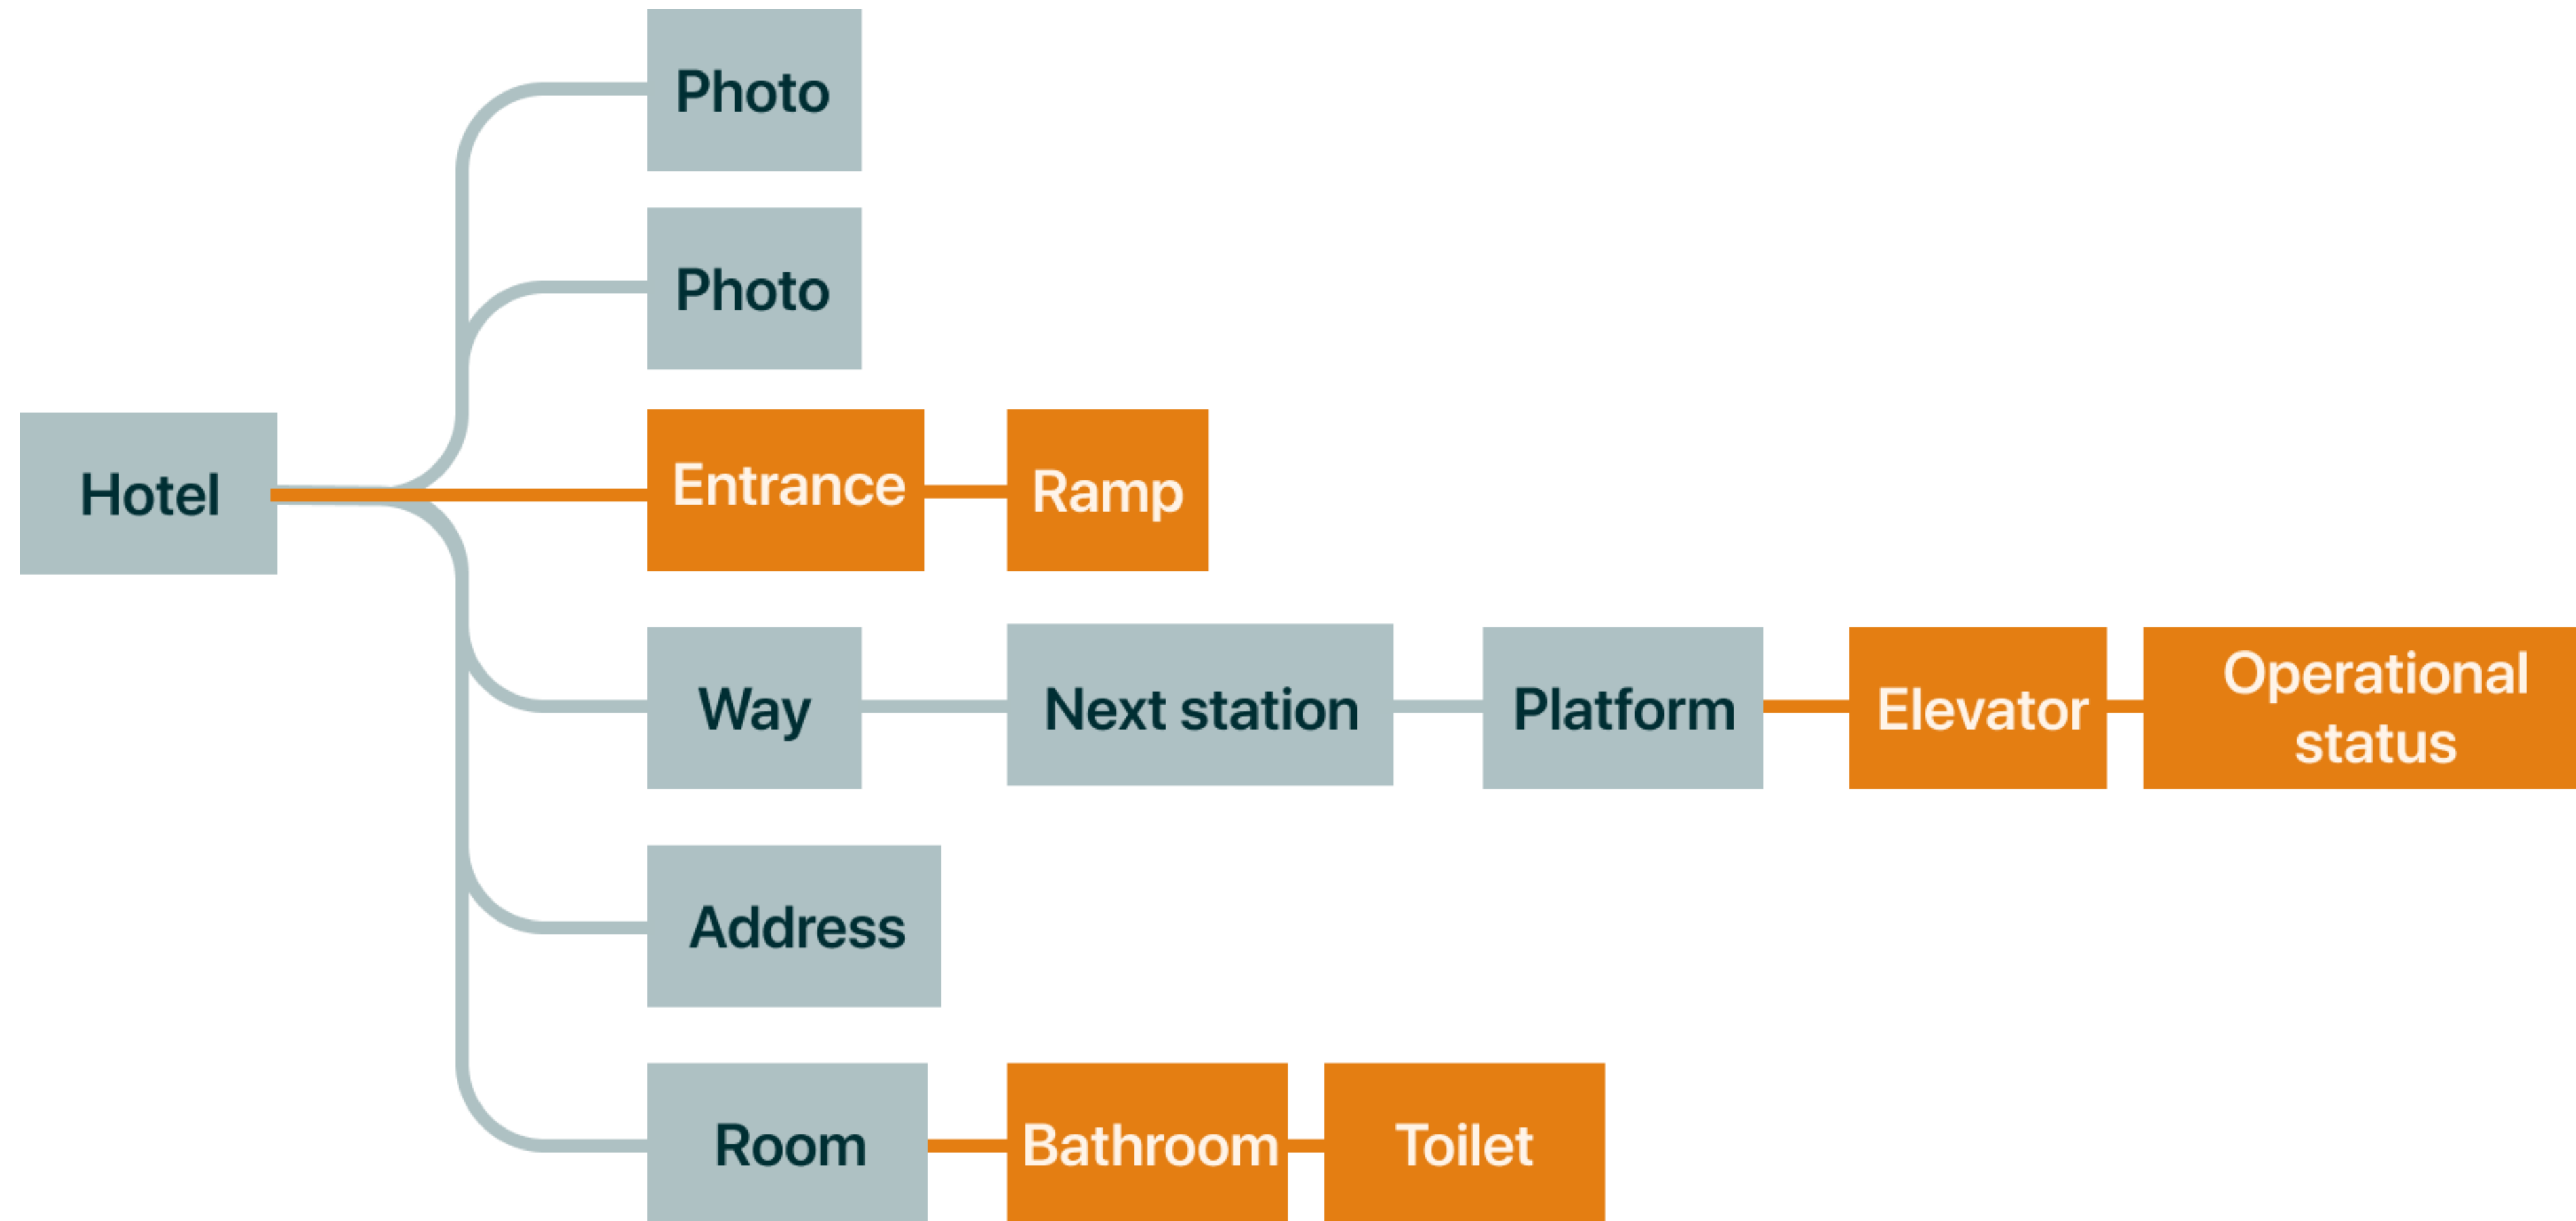 Photo
Photo
Hotel
Entrance
Ramp
Way
Next station
Platform
Elevator
Operational
status
Address
Room
Bathroom
Toilet